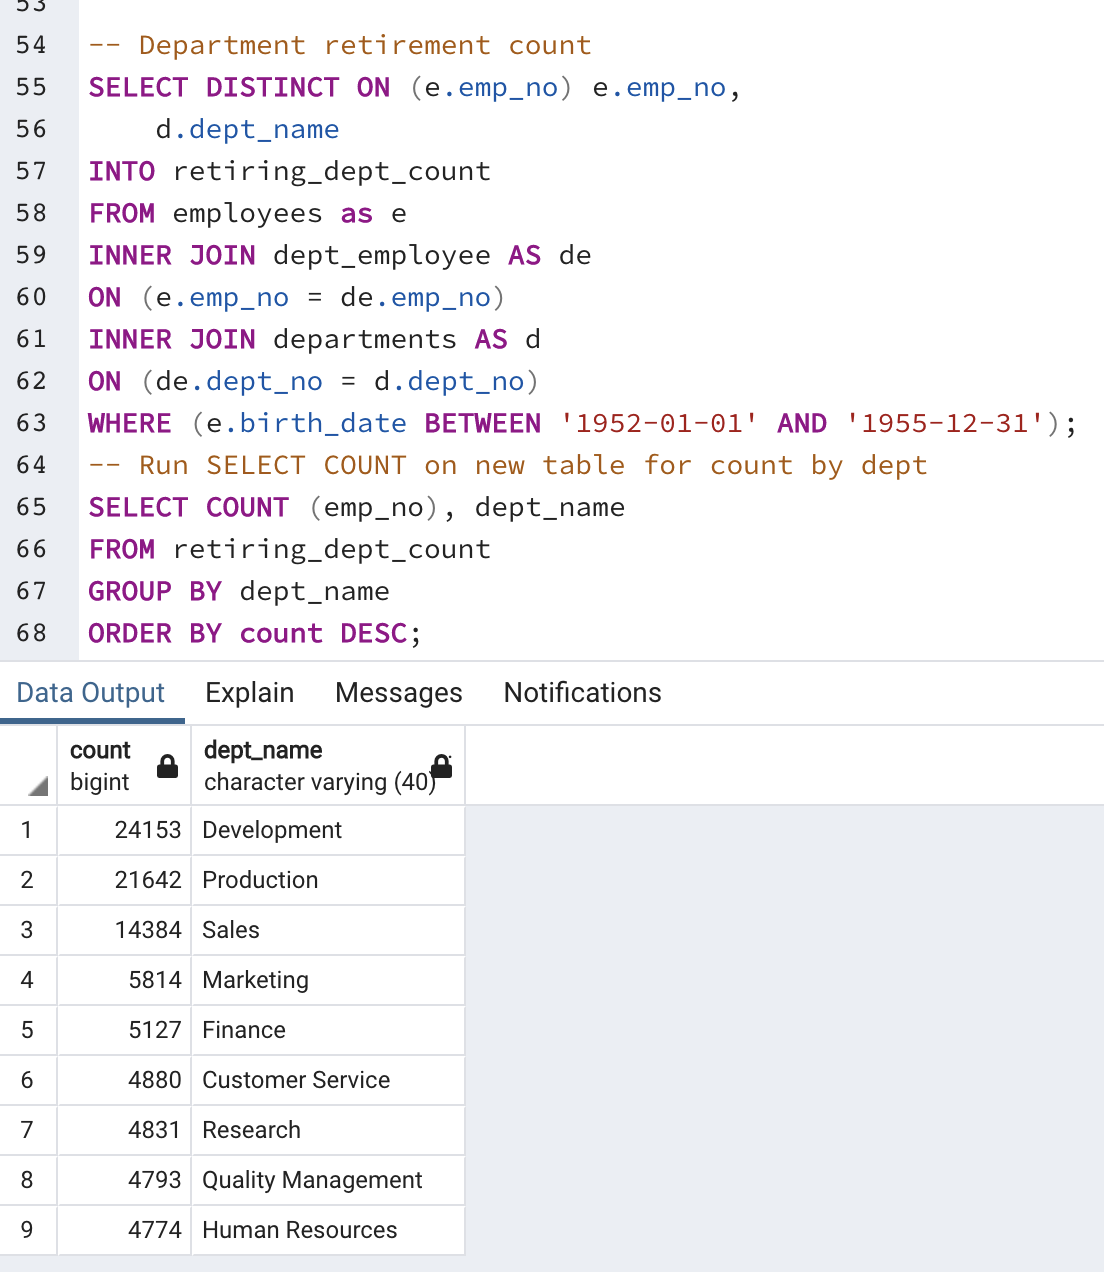 53
54 -- Department retirement count
55 SELECT DISTINCT ON (e.emp_no) e.emp_no,
56 d.dept_name
57 INTO retiring_dept_count
58 FROM employees as e
59 INNER JOIN dept_employee AS de
60 ON (e.emp_no = de.emp_no)
61 INNER JOIN departments AS d
62 ON (de.dept_no = d.dept_no)
63 WHERE (e.birth_date BETWEEN '1952-01-01' AND '1955-12-31');
64 -- Run SELECT COUNT on new table for count by dept
65 SELECT COUNT (emp_no), dept_name
66 FROM retiring_dept_count
67 GROUP BY dept_name
68 ORDER BY count DESC;
Data Output Explain Messages Notifications
count dept_name
bigint character varying (40)
1 24153 Development
2 21642 Production
3 14384 Sales
4 5814 Marketing
5 5127 Finance
6 4880 Customer Service
7 4831 Research
8 4793 Quality Management
9 4774 Human Resources